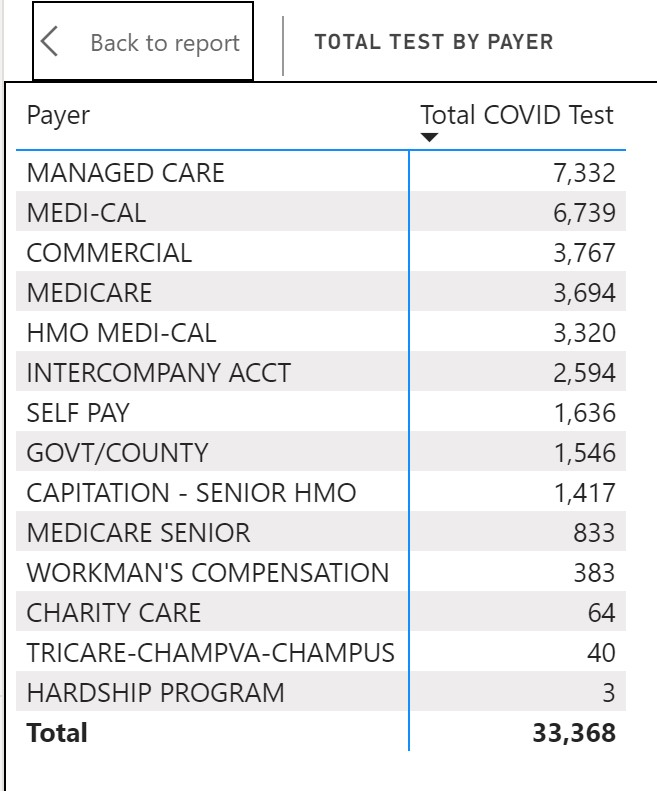 Back to report
TOTAL TEST BY PAYER
Payer Total COVID Test
MANAGED CARE 7,332
MEDI-CAL 6,739
COMMERCIAL 3,767
MEDICARE 3,694
HMO MEDI-CAL 3,320
INTERCOMPANY ACCT 2,594
SELF PAY 1,636
GOVT/COUNTY 1,546
CAPITATION - SENIOR HMO 1,417
MEDICARE SENIOR 833
WORKMAN'S COMPENSATION 383
CHARITY CARE 64
TRICARE-CHAMPVA-CHAMPUS 40
HARDSHIP PROGRAM 3
Total 33,368